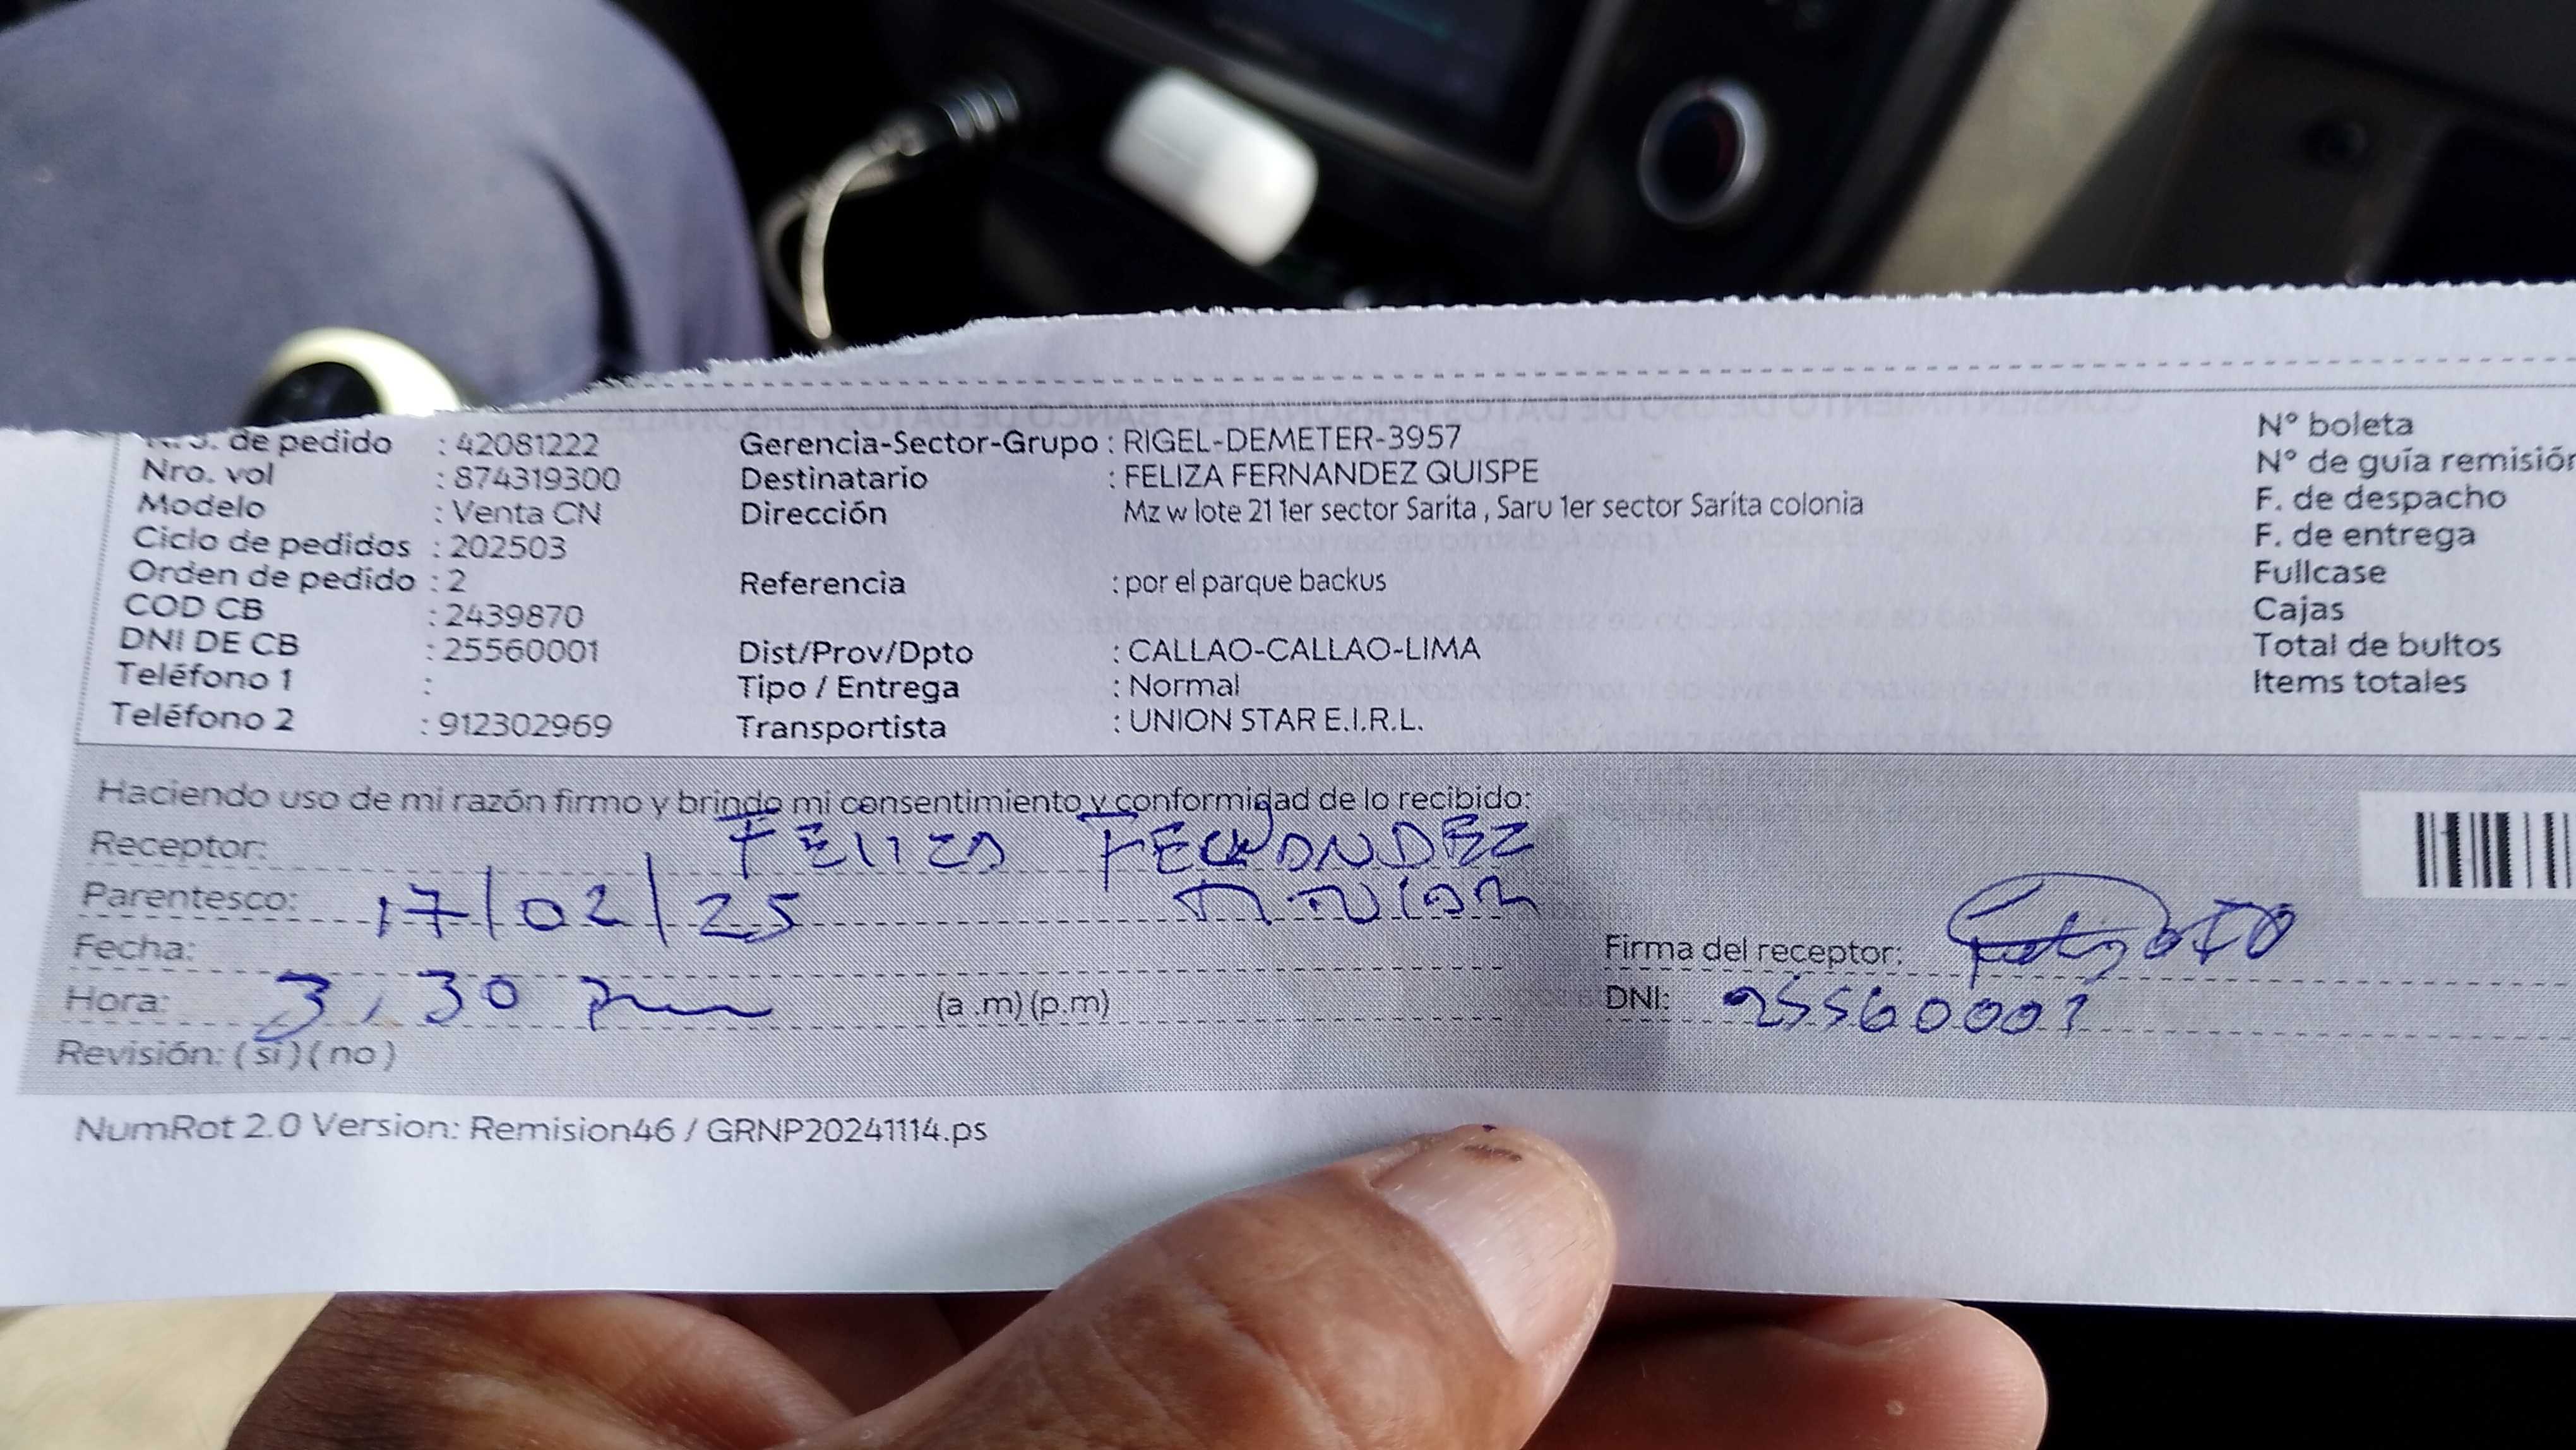 de pedido : 42081222 Gerencia-Sector-Grupo : RIGEL-DEMETER-3957 N° boleta
Nro. vol : 874319300 Destinatario : FELIZA FERNANDEZ QUISPE N° de guía remisión
Modelo : Venta CN Dirección Mz w lote 21 1er sector Sarita , Saru 1er sector Sarita colonia F. de despacho
Ciclo de pedidos : 202503 F. de entrega
Orden de pedido : 2 Referencia : por el parque backus Fullcase
COD CB : 2439870 Cajas
DNI DE CB : 25560001 Dist/Prov/Dpto : CALLAO-CALLAO-LIMA Total de bultos
Teléfono 1 : Tipo / Entrega : Normal Items totales
Teléfono 2 : 912302969 Transportista : UNION STAR E.I.R.L.
Haciendo uso de mi razón firmo y brindo mi consentimiento y conformidad de lo recibido:
Receptor: FELIZA FERNANDEZ
Parentesco: 17/02/25
Fecha: Firma del receptor:
Hora: 3,30 pm (a .m) (p.m) DNI: 25560001
Revisión: ( si ) ( no )
NumRot 2.0 Version: Remision46 / GRNP20241114.ps